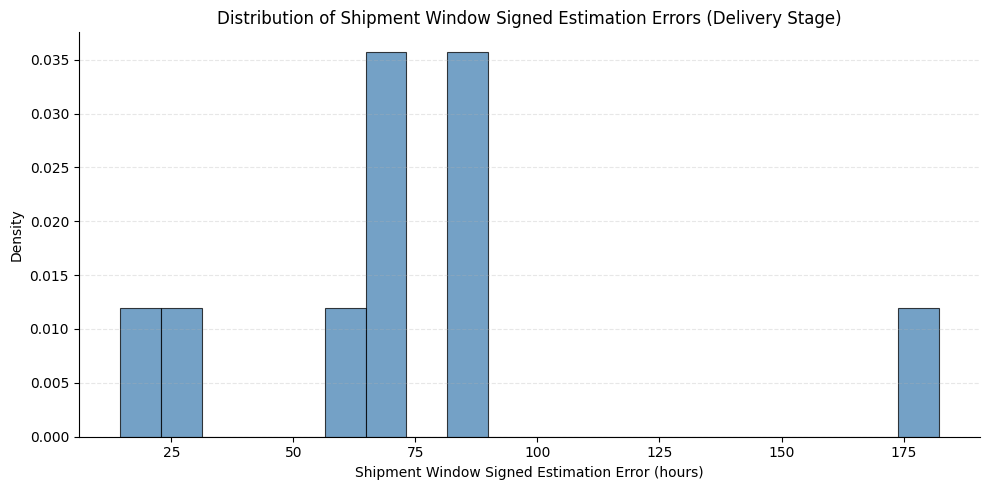 Distribution of Shipment Window Signed Estimation Errors (Delivery Stage)
Density
0.035
0.030
0.025
0.020
0.015
0.010
0.005
0.000
25 50 75 100 125 150 175
Shipment Window Signed Estimation Error (hours)